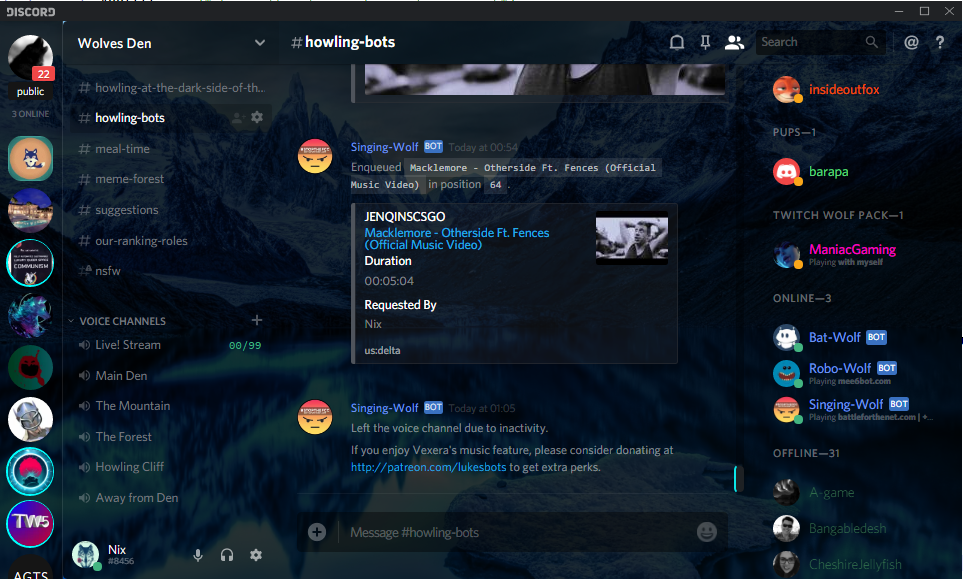 DISCORD
22
public
3 ONLINE
COMMUNISM
TW5
AGTS
Wolves Den
# howling-at-the-dark-side-of-th...
# howling-bots
# meal-time
# meme-forest
# suggestions
# our-ranking-roles
# nsfw
VOICE CHANNELS
Live! Stream 00/99
Main Den
The Mountain
The Forest
Howling Cliff
Away from Den
Nix
#8456
#howling-bots
Search
@ ?
Singing-Wolf BOT Today at 00:54
Enqueued Macklemore - Otherside Ft. Fences (Official
Music Video) in position 64 .
JENQINSCSGO
Macklemore - Otherside Ft. Fences
(Official Music Video)
Duration
00:05:04
Requested By
Nix
us:delta
Singing-Wolf BOT Today at 01:05
Left the voice channel due to inactivity.
If you enjoy Vexera's music feature, please consider donating at
http://patreon.com/lukesbots to get extra perks.
Message #howling-bots
insideoutfox
PUPS—1
barapa
TWITCH WOLF PACK—1
ManiacGaming
Playing with myself
ONLINE—3
Bat-Wolf BOT
Robo-Wolf BOT
Playing mee6bot.com
Singing-Wolf BOT
Playing battleforthenet.com | +...
OFFLINE—31
A-game
Bangabledesh
CheshireJellyfish